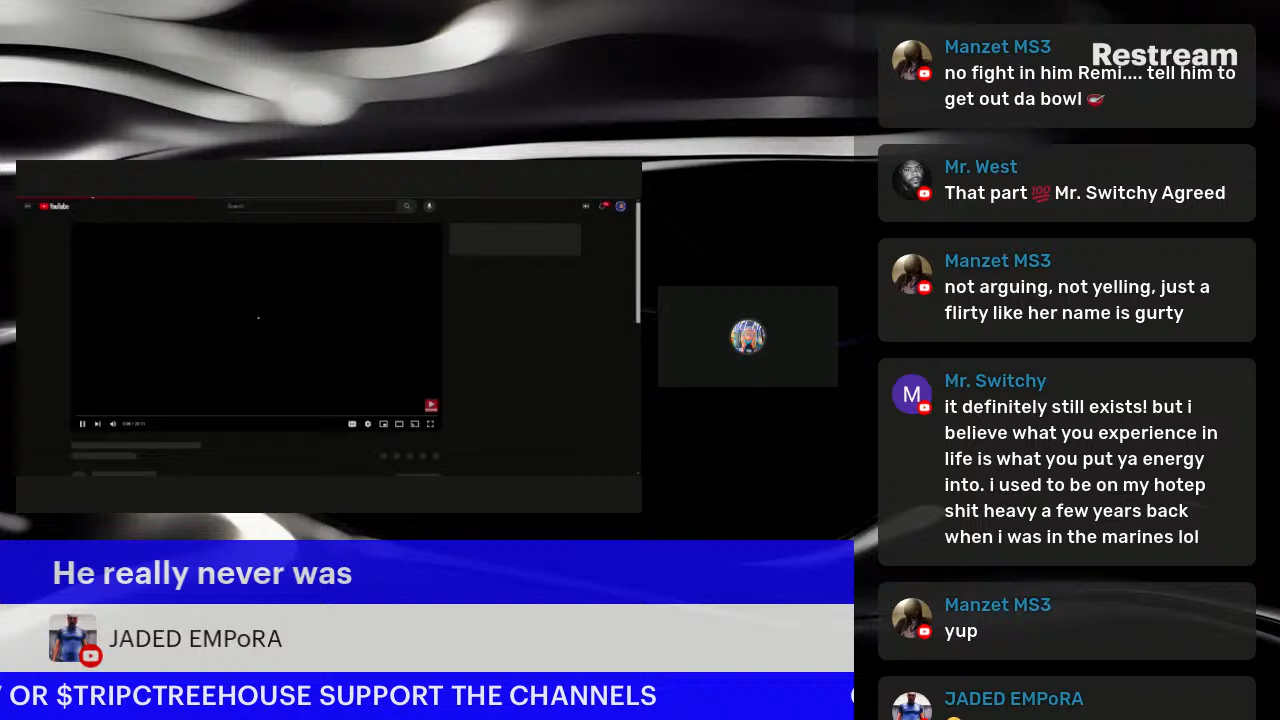 YouTube
Search
He really never was
JADED EMPoRA
OR $TRIPCTREEHOUSE SUPPORT THE CHANNELS
Restream
Manzet MS3
no fight in him Remi.... tell him to
get out da bowl 🥣
Mr. West
That part 💯 Mr. Switchy Agreed
Manzet MS3
not arguing, not yelling, just a
flirty like her name is gurty
M
Mr. Switchy
it definitely still exists! but i
believe what you experience in
life is what you put ya energy
into. i used to be on my hotep
shit heavy a few years back
when i was in the marines lol
Manzet MS3
yup
JADED EMPoRA